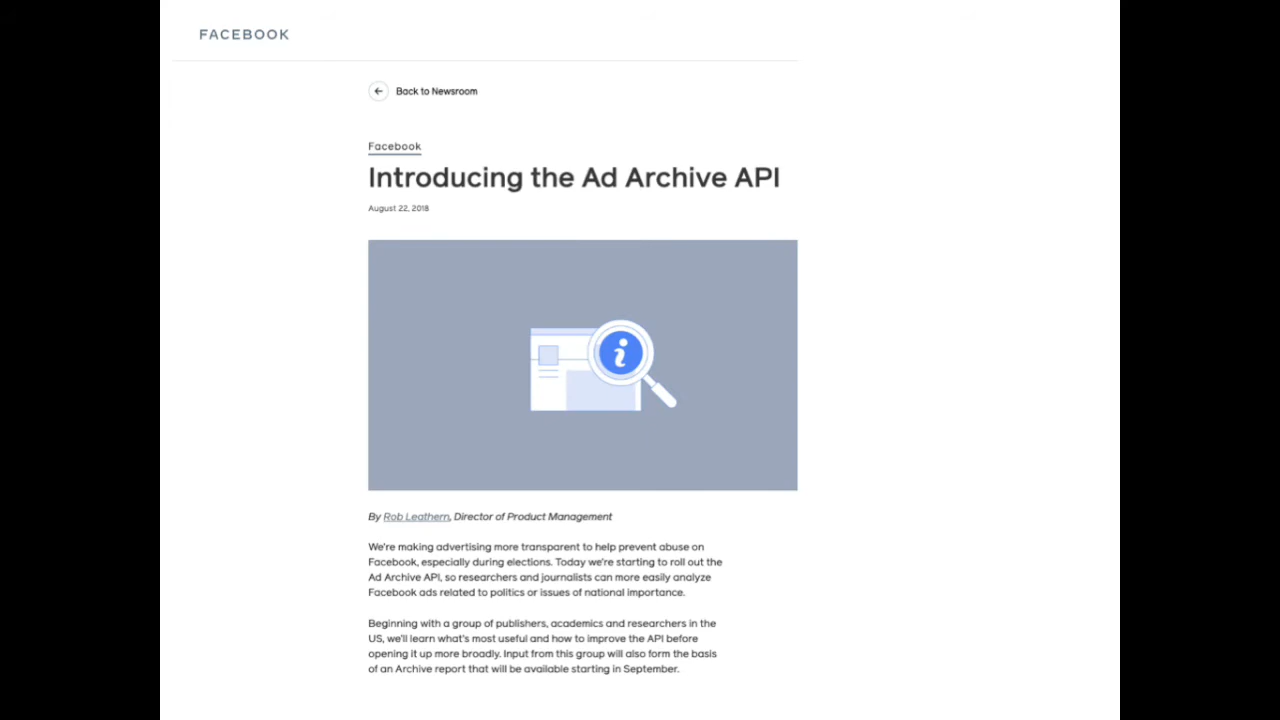 FACEBOOK
Back to Newsroom
Facebook
Introducing the Ad Archive API
August 22, 2018
i
By Rob Leathern, Director of Product Management
We're making advertising more transparent to help prevent abuse on
Facebook, especially during elections. Today we're starting to roll out the
Ad Archive API, so researchers and journalists can more easily analyze
Facebook ads related to politics or issues of national importance.
Beginning with a group of publishers, academics and researchers in the
US, we'll learn what's most useful and how to improve the API before
opening it up more broadly. Input from this group will also form the basis
of an Archive report that will be available starting in September.